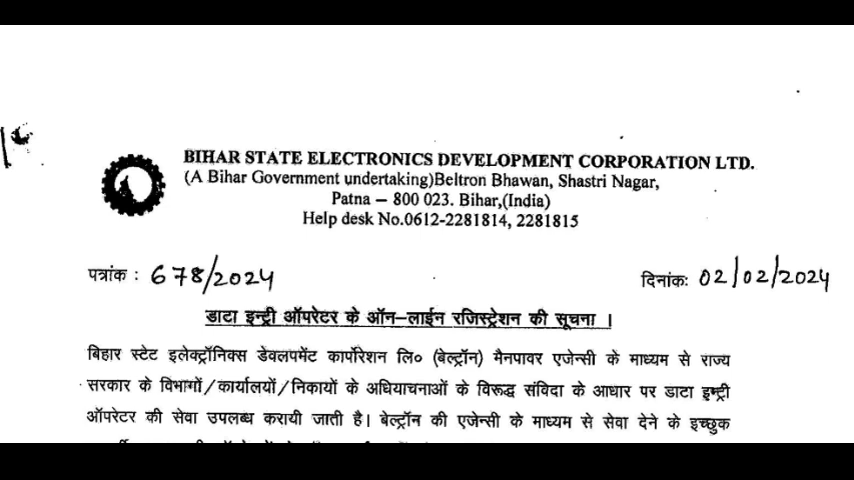 BIHAR STATE ELECTRONICS DEVELOPMENT CORPORATION LTD.
(A Bihar Government undertaking)Beltron Bhawan, Shastri Nagar,
Patna – 800 023. Bihar,(India)
Help desk No.0612-2281814, 2281815
पत्रांक : 678/2024 दिनांक: 02/02/2024
डाटा इन्ट्री ऑपरेटर के ऑन–लाईन रजिस्ट्रेशन की सूचना ।
बिहार स्टेट इलेक्ट्रॉनिक्स डेवलपमेंट कार्पोरेशन लि० (बेल्ट्रॉन) मैनपावर एजेन्सी के माध्यम से राज्य
सरकार के विभागों/कार्यालयों/निकायों के अधियाचनाओं के विरूद्ध संविदा के आधार पर डाटा इन्ट्री
ऑपरेटर की सेवा उपलब्ध करायी जाती है। बेल्ट्रॉन की एजेन्सी के माध्यम से सेवा देने के इच्छुक